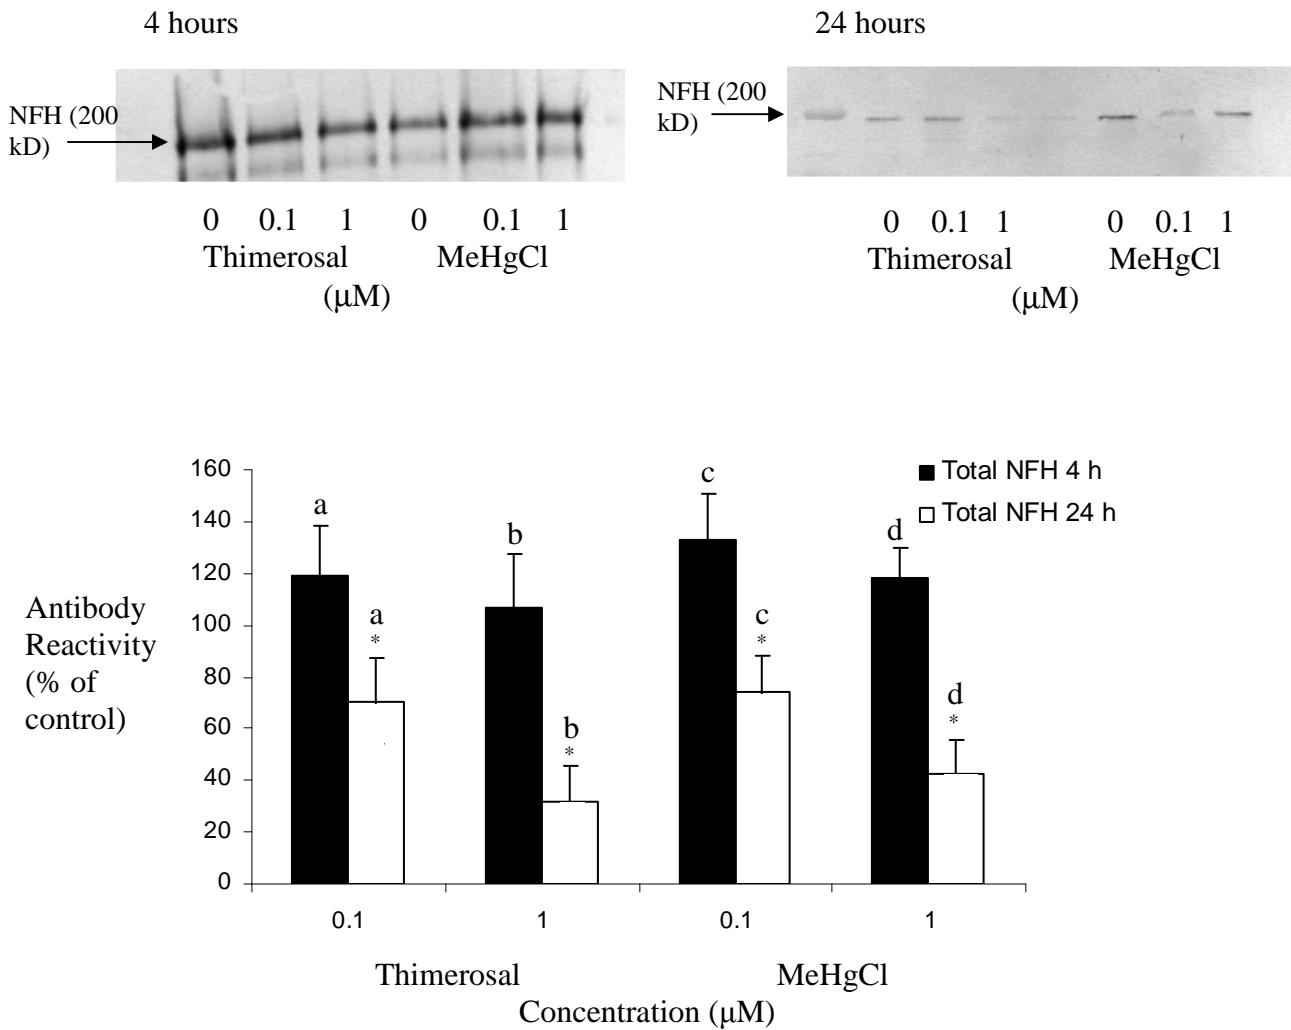 4 hours
24 hours
NFH (200
kD)
NFH (200
kD)
0 0.1 1 0 0.1 1
Thimerosal MeHgCl
(μM)
0 0.1 1 0 0.1 1
Thimerosal MeHgCl
(μM)
Antibody
Reactivity
(% of
control)
160
140
120
100
80
60
40
20
0
a
a
*
b
b
*
c
c
*
d
d
*
Total NFH 4 h
Total NFH 24 h
0.1 1 0.1 1
Thimerosal MeHgCl
Concentration (μM)